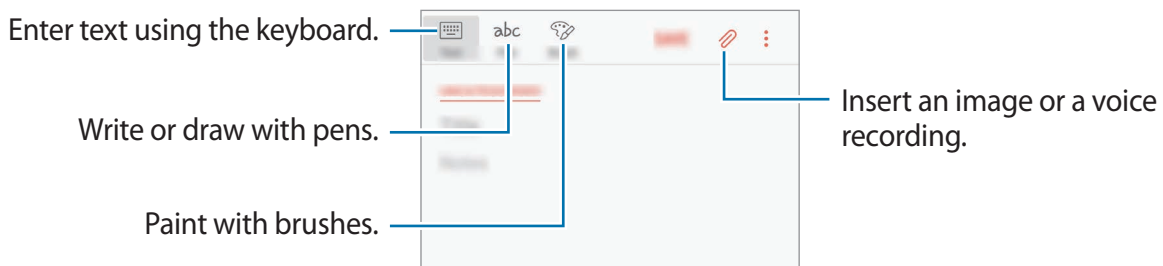 Enter text using the keyboard.
abc
Write or draw with pens.
Paint with brushes.
Insert an image or a voice
recording.